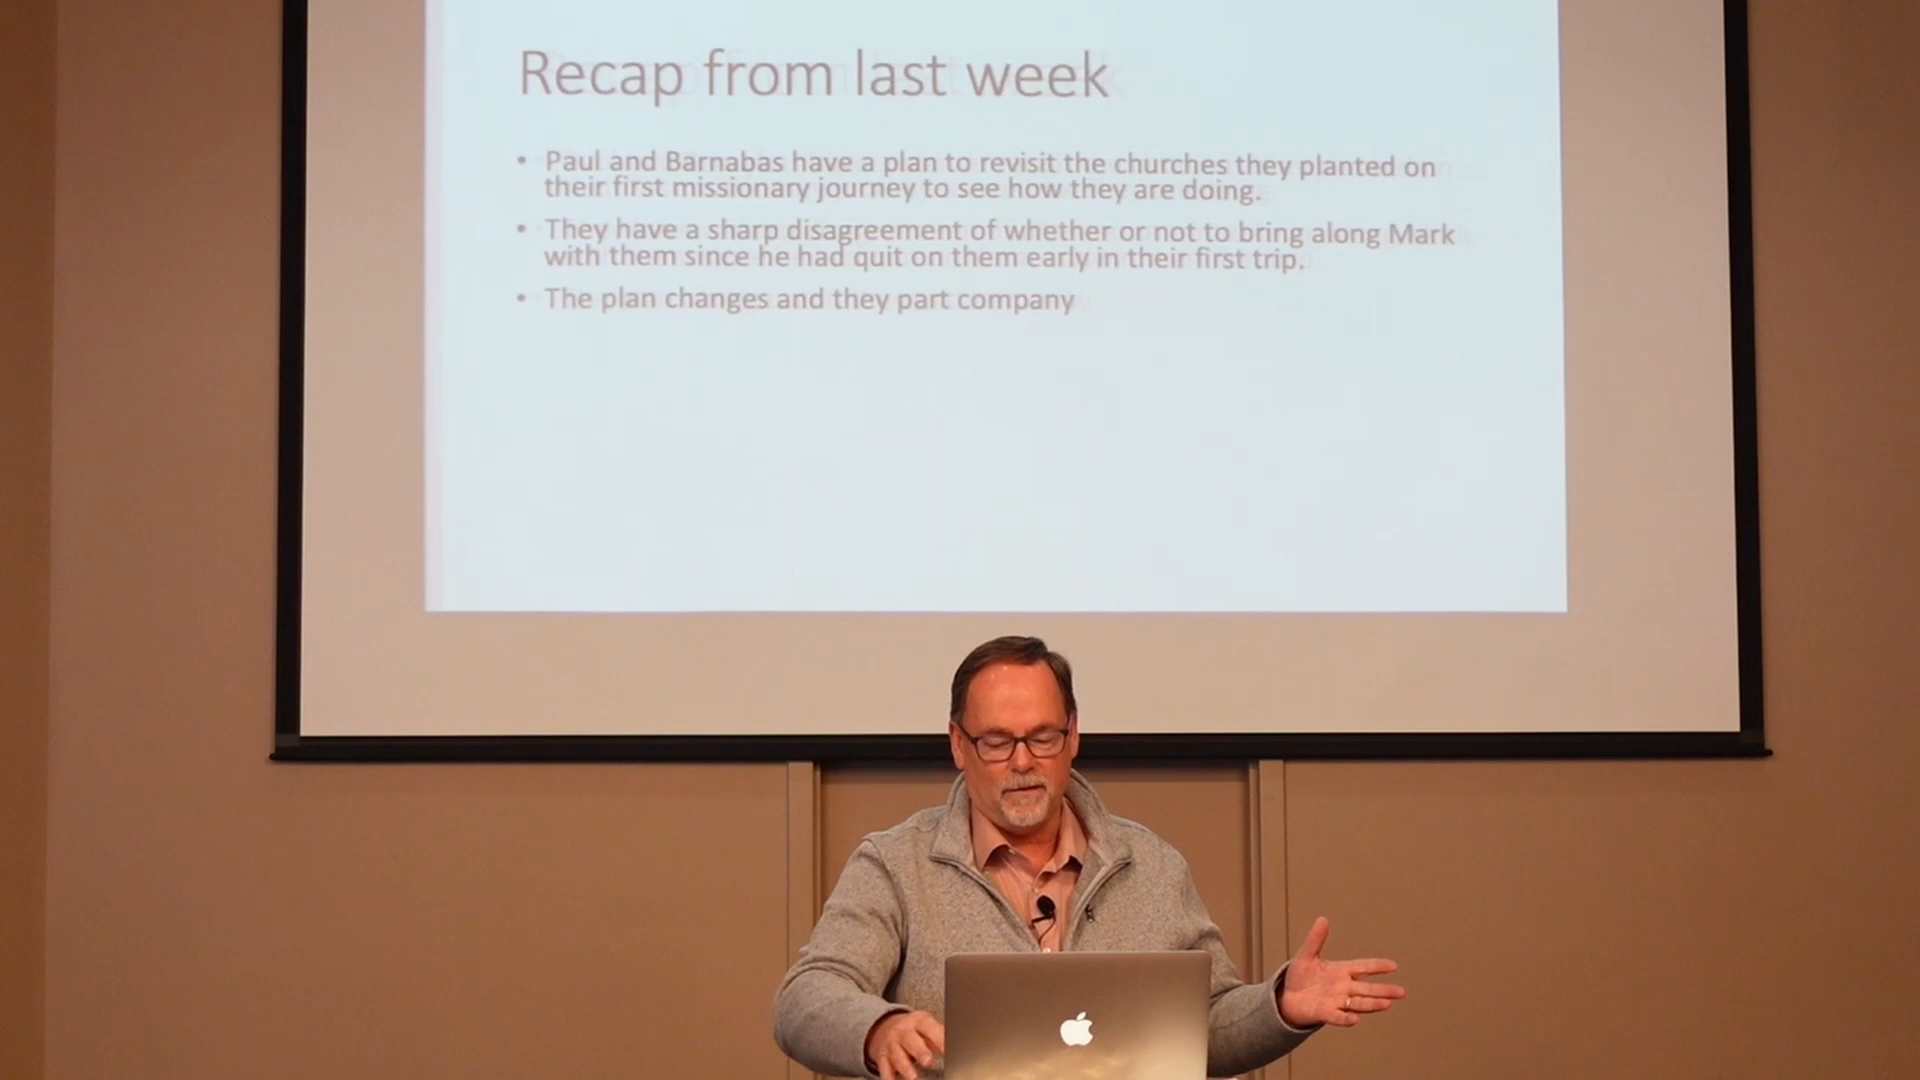 Recap from last week
• Paul and Barnabas have a plan to revisit the churches they planted on
their first missionary journey to see how they are doing.
• They have a sharp disagreement of whether or not to bring along Mark
with them since he had quit on them early in their first trip.
• The plan changes and they part company